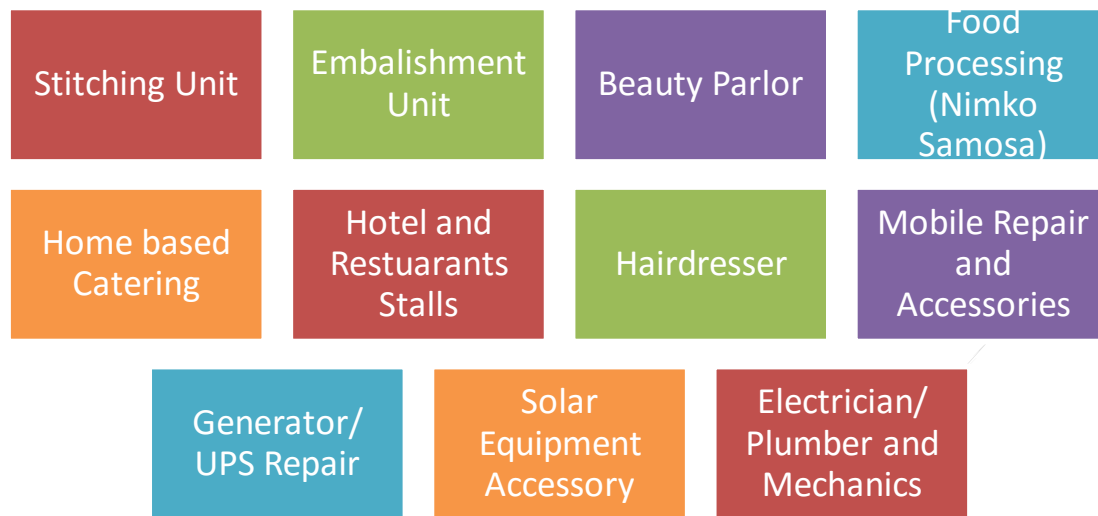 Stitching Unit
Embalishment
Unit
Beauty Parlor
Food
Processing
(Nimko
Samosa)
Home based
Catering
Hotel and
Restuarants
Stalls
Hairdresser
Mobile Repair
and
Accessories
Generator/
UPS Repair
Solar
Equipment
Accessory
Electrician/
Plumber and
Mechanics